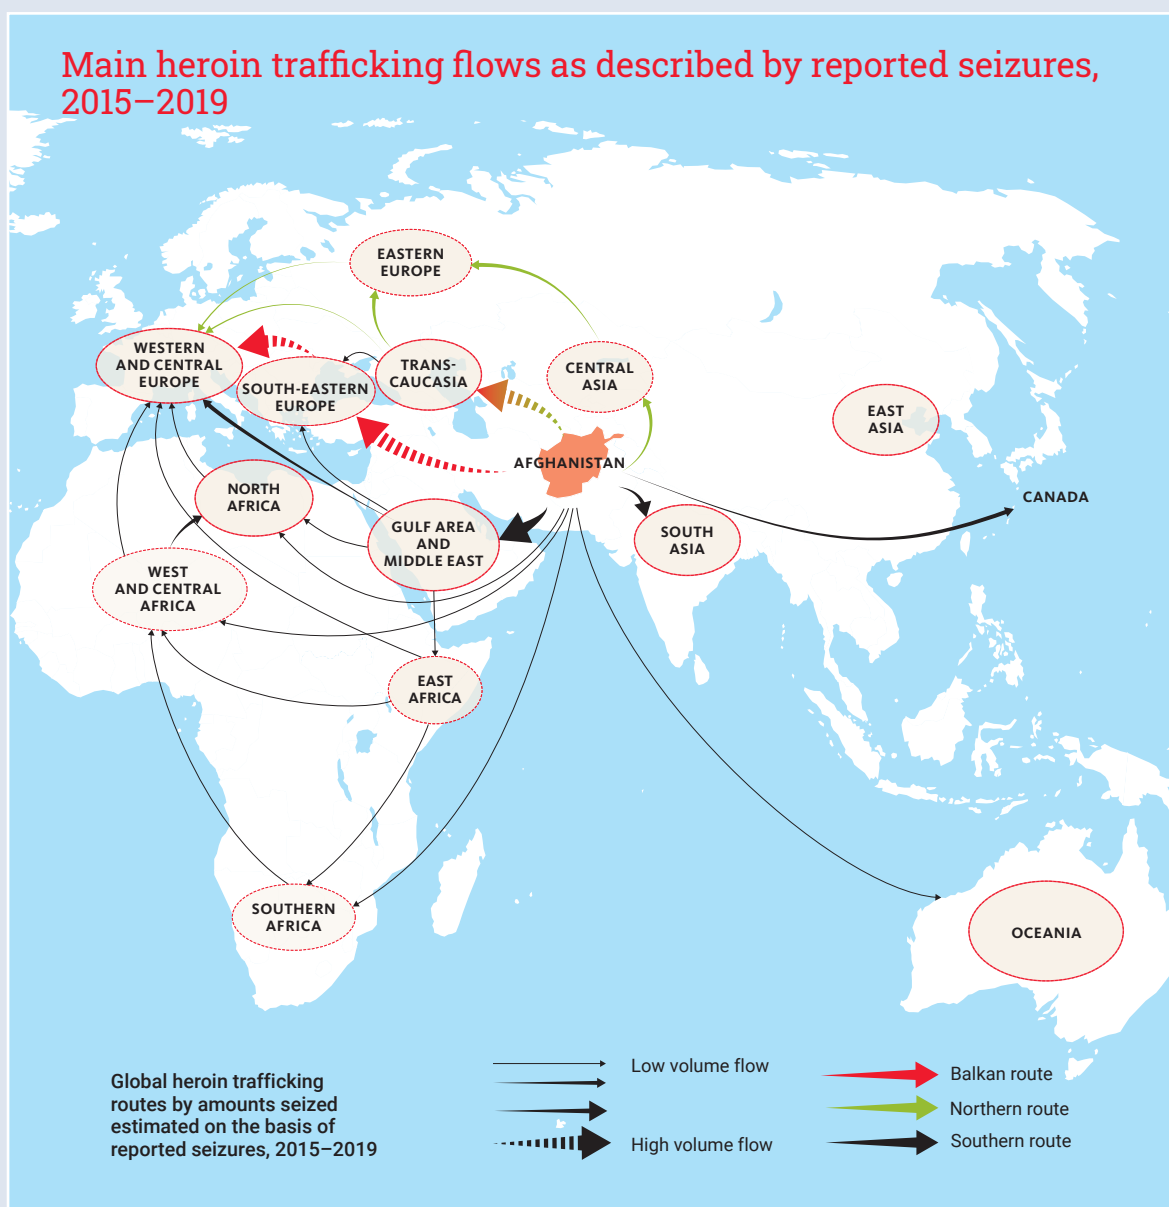 Main heroin trafficking flows as described by reported seizures,
2015–2019
EASTERN
EUROPE
WESTERN
AND CENTRAL
EUROPE
SOUTH-EASTERN
EUROPE
TRANS-
CAUCASIA
CENTRAL
ASIA
EAST
ASIA
AFGHANISTAN
NORTH
AFRICA
GULF AREA
AND
MIDDLE EAST
SOUTH
ASIA
CANADA
WEST
AND CENTRAL
AFRICA
EAST
AFRICA
SOUTHERN
AFRICA
OCEANIA
Global heroin trafficking
routes by amounts seized
estimated on the basis of
reported seizures, 2015–2019
Low volume flow
High volume flow
Balkan route
Northern route
Southern route